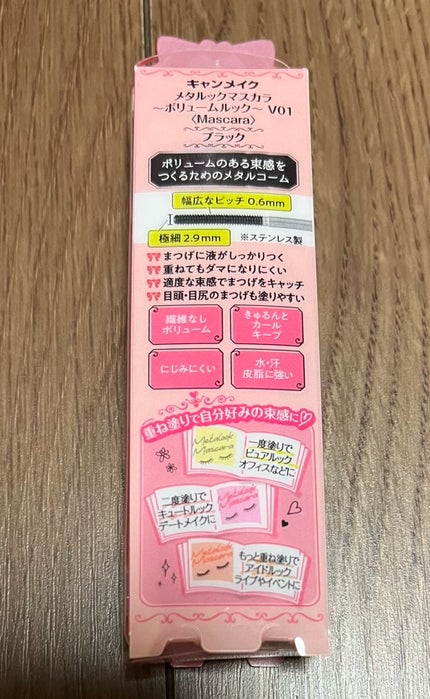 キャンメイク
メタルックマスカラ
〜ボリュームルック〜 V01
〈Mascara〉
ブラック
ボリュームのある束感を
つくるためのメタルコーム
幅広なピッチ 0.6mm
極細 2.9mm ※ステンレス製
まつげに液がしっかりつく
重ねてもダマになりにくい
適度な束感でまつげをキャッチ
目頭・目尻のまつげも塗りやすい
繊維なし
ボリューム
きゅるんと
カール
キープ
にじみにくい
水・汗
皮脂に強い
重ね塗りで自分好みの束感に♡
Metalook
Mascara
一度塗りで
ピュアルック
オフィスなどに
二度塗りで
キュートルック
デートメイクに
Metalook
Mascara
Metalook
Mascara
もっと重ね塗りで
アイドルック
ライブやイベントに